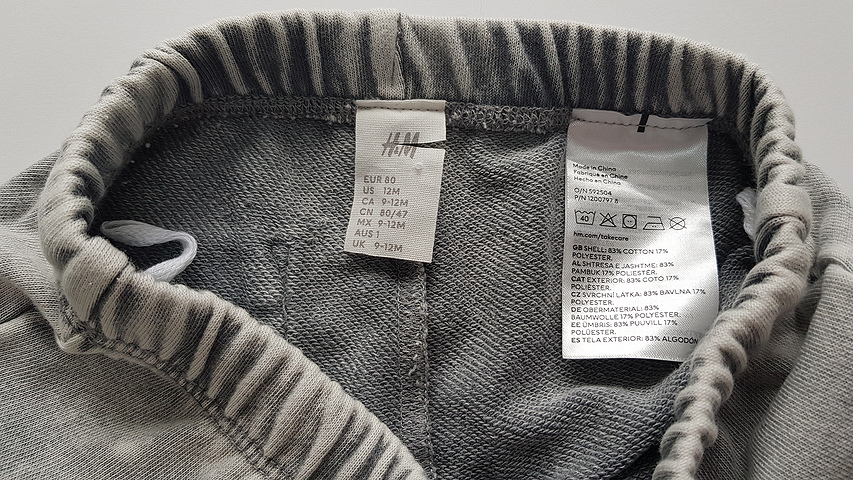 H&M
EUR 80
US 12M
CA 9-12M
CN 80/47
MX 9-12M
AUS 1
UK 9-12M
Made in China
Fabriqué en Chine
Hecho en China
O/N 592504
P/N 1200797 8
40
hm.com/takecare
GB SHELL: 83% COTTON 17%
POLYESTER.
AL SHTRESA E JASHTME: 83%
PAMBUK 17% POLIESTËR.
CAT EXTERIOR: 83% COTÓ 17%
POLIÈSTER.
CZ SVRCHNÍ LÁTKA: 83% BAVLNA 17%
POLYESTER.
DE OBERMATERIAL: 83%
BAUMWOLLE 17% POLYESTER.
EE ÜMBRIS: 83% PUUVILL 17%
POLÜESTER.
ES TELA EXTERIOR: 83% ALGODÓN